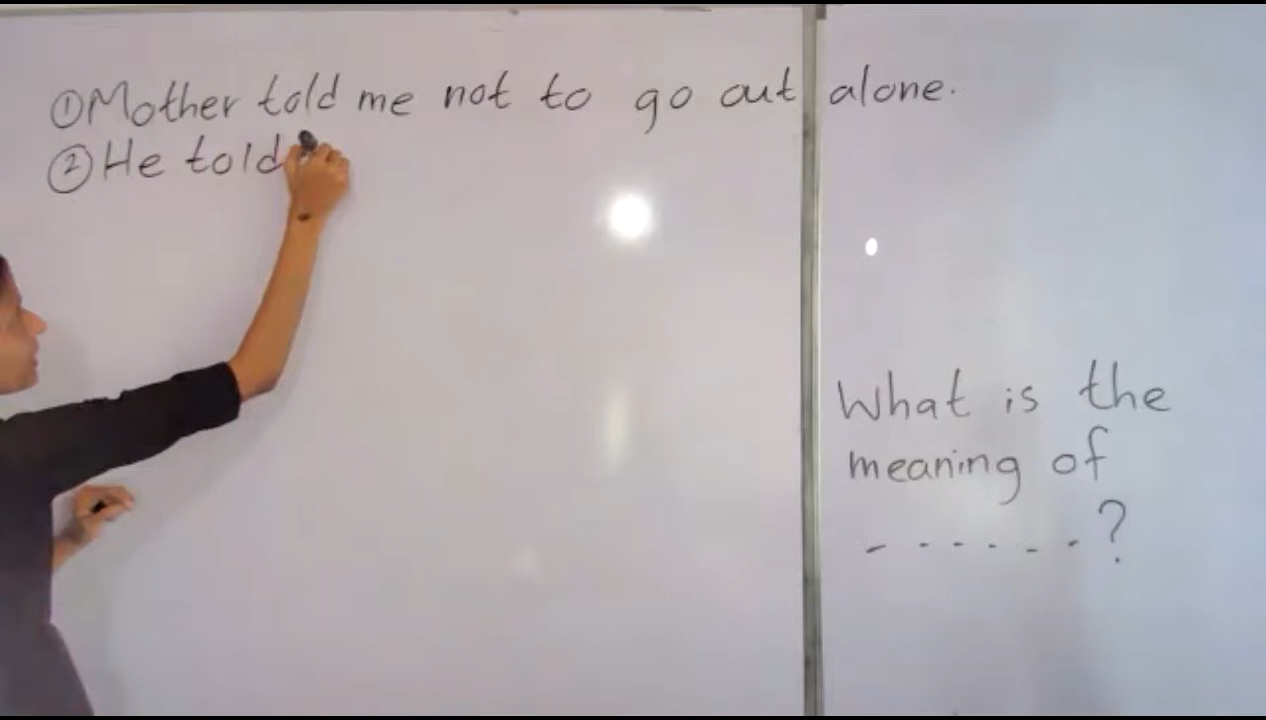 ①Mother told me not to go out alone.
②He told
What is the
meaning of
- - - - - -?